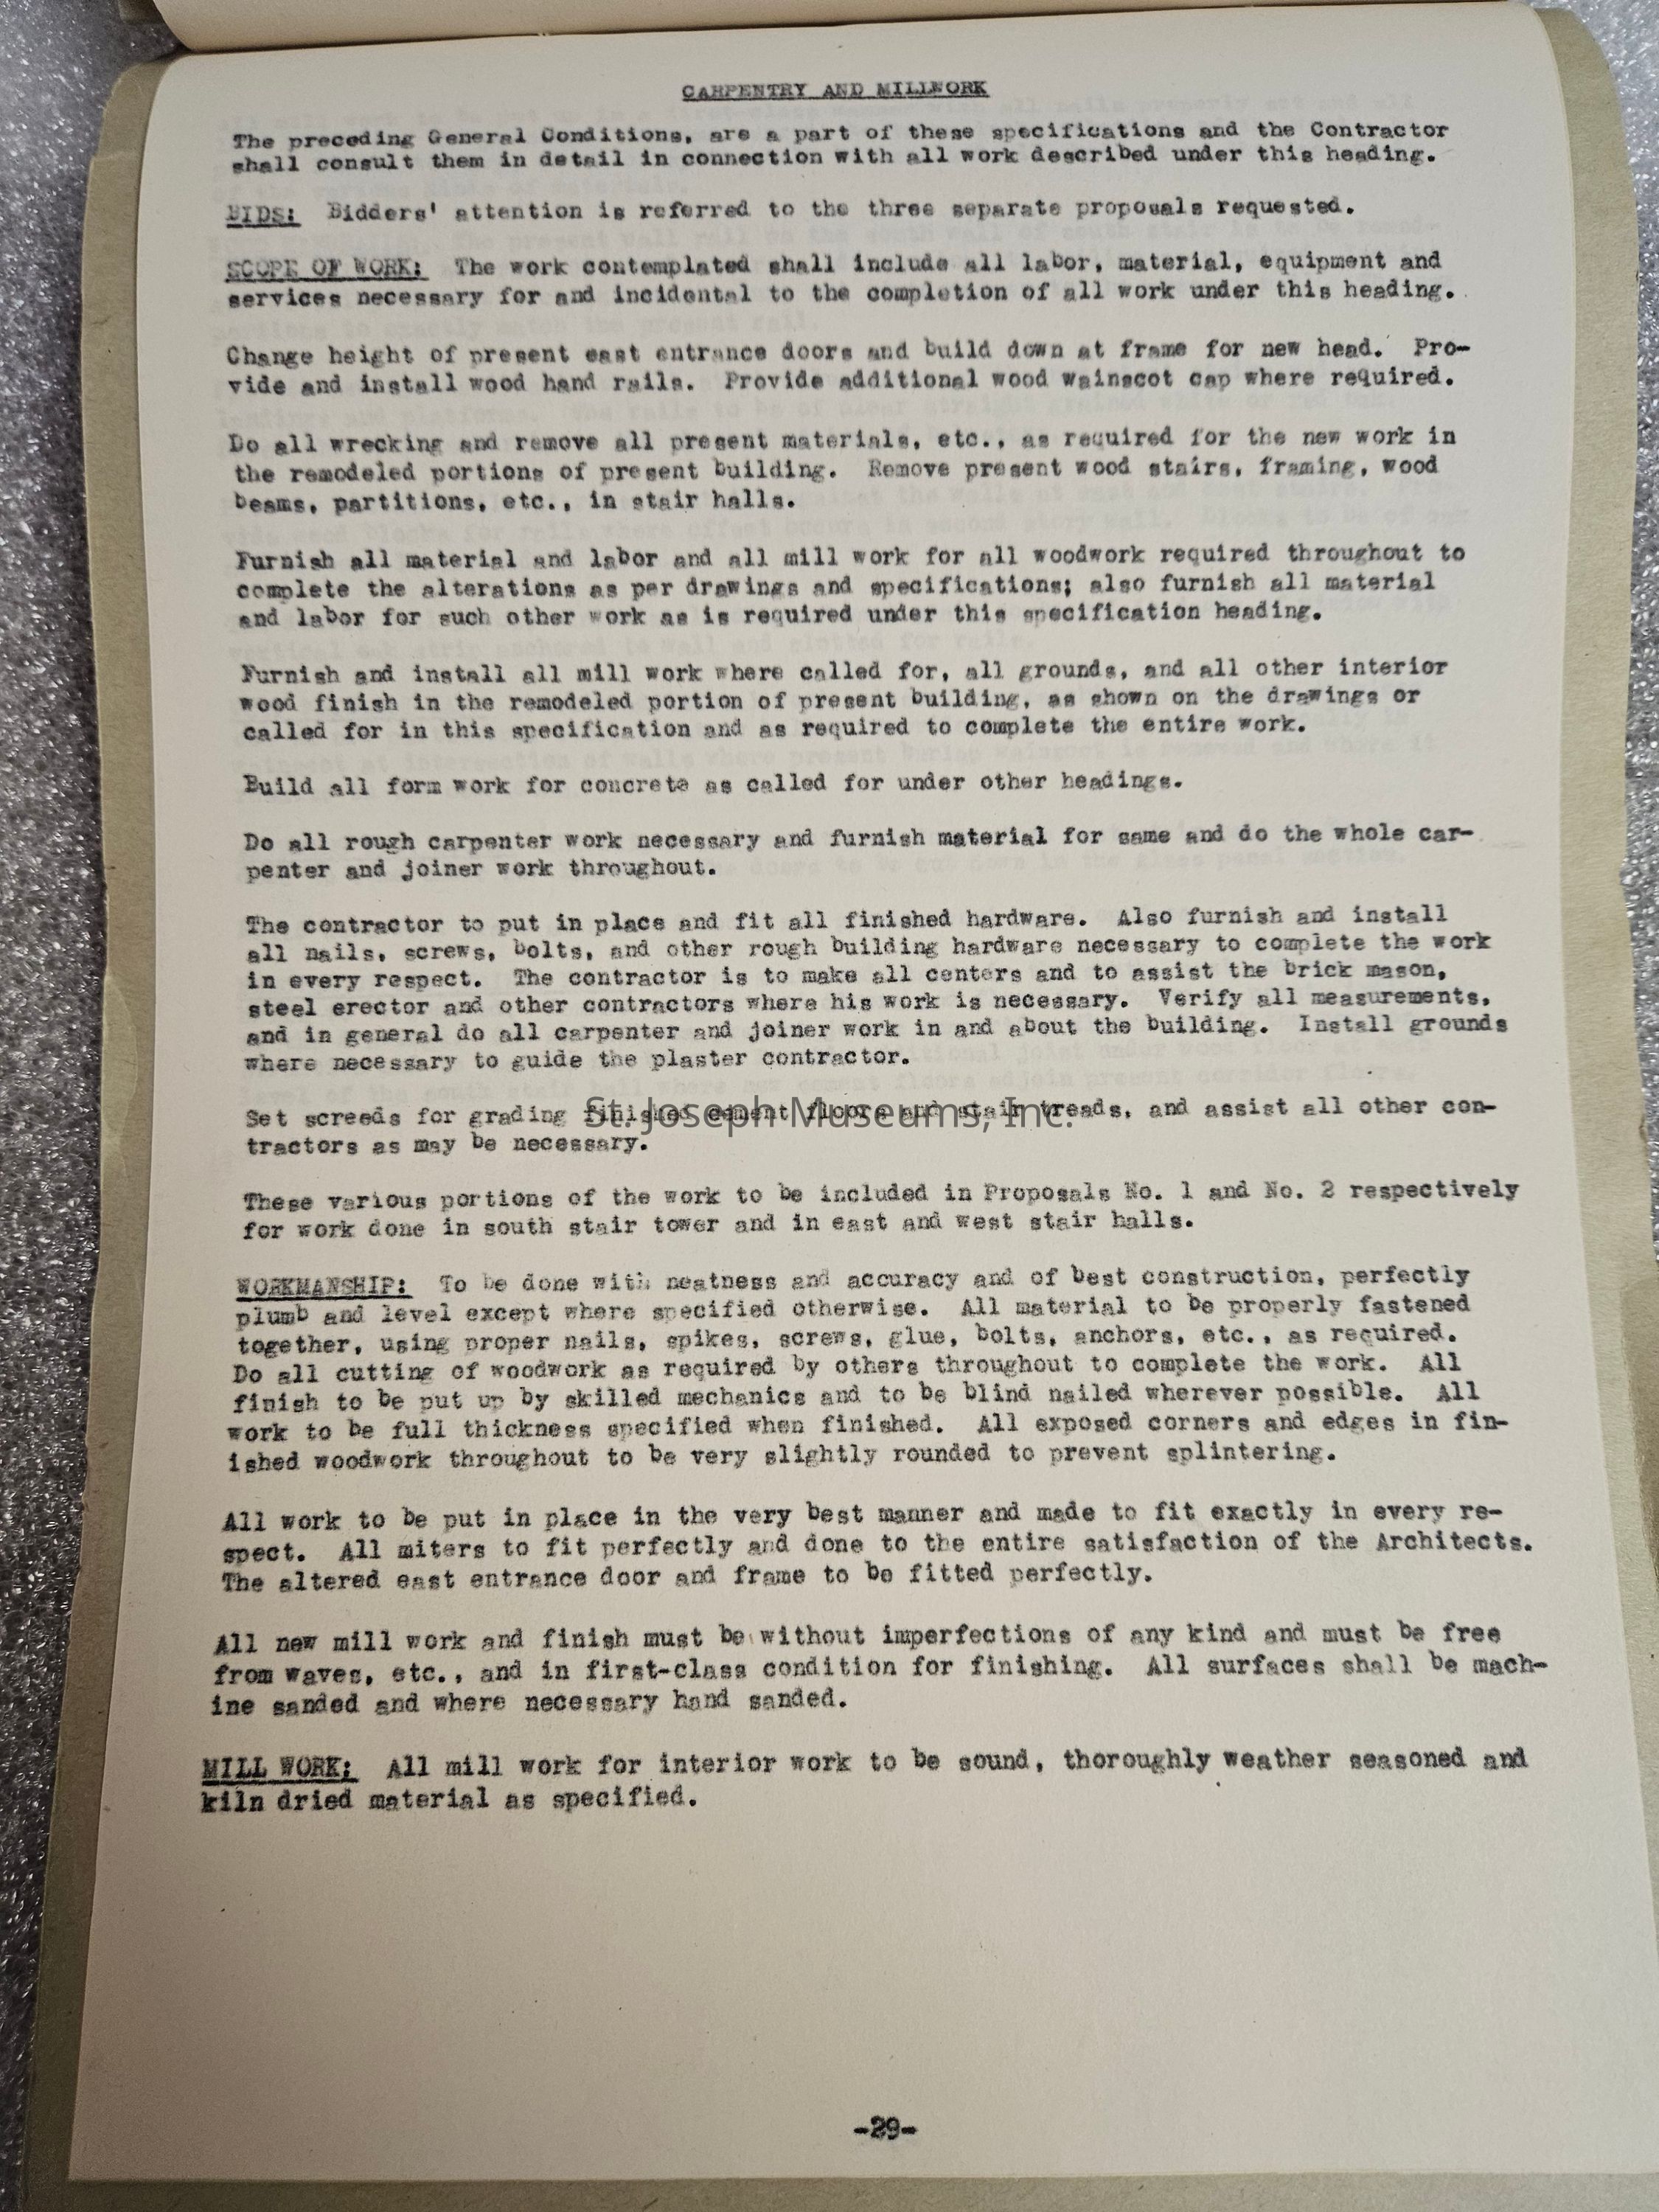 CARPENTRY AND MILLWORK
The preceding General Conditions, are a part of these specifications and the Contractor
shall consult them in detail in connection with all work described under this heading.
BIDS: Bidders' attention is referred to the three separate proposals requested.
SCOPE OF WORK: The work contemplated shall include all labor, material, equipment and
services necessary for and incidental to the completion of all work under this heading.
Change height of present east entrance doors and build down at frame for new head. Pro-
vide and install wood hand rails. Provide additional wood wainscot cap where required.
Do all wrecking and remove all present materials, etc., as required for the new work in
the remodeled portions of present building. Remove present wood stairs, framing, wood
beams, partitions, etc., in stair halls.
Furnish all material and labor and all mill work for all woodwork required throughout to
complete the alterations as per drawings and specifications; also furnish all material
and labor for such other work as is required under this specification heading.
Furnish and install all mill work where called for, all grounds, and all other interior
wood finish in the remodeled portion of present building, as shown on the drawings or
called for in this specification and as required to complete the entire work.
Build all form work for concrete as called for under other headings.
Do all rough carpenter work necessary and furnish material for same and do the whole car-
penter and joiner work throughout.
The contractor to put in place and fit all finished hardware. Also furnish and install
all nails, screws, bolts, and other rough building hardware necessary to complete the work
in every respect. The contractor is to make all centers and to assist the brick mason,
steel erector and other contractors where his work is necessary. Verify all measurements,
and in general do all carpenter and joiner work in and about the building. Install grounds
where necessary to guide the plaster contractor.
Set screeds for grading finished cement floors and stair treads, and assist all other con-
St. Joseph Museums, Inc.
tractors as may be necessary.
These various portions of the work to be included in Proposals No. 1 and No. 2 respectively
for work done in south stair tower and in east and west stair halls.
WORKMANSHIP: To be done with neatness and accuracy and of best construction, perfectly
plumb and level except where specified otherwise. All material to be properly fastened
together, using proper nails, spikes, screws, glue, bolts, anchors, etc., as required.
Do all cutting of woodwork as required by others throughout to complete the work. All
finish to be put up by skilled mechanics and to be blind nailed wherever possible. All
work to be full thickness specified when finished. All exposed corners and edges in fin-
ished woodwork throughout to be very slightly rounded to prevent splintering.
All work to be put in place in the very best manner and made to fit exactly in every re-
spect. All miters to fit perfectly and done to the entire satisfaction of the Architects.
The altered east entrance door and frame to be fitted perfectly.
All new mill work and finish must be without imperfections of any kind and must be free
from waves, etc., and in first-class condition for finishing. All surfaces shall be mach-
ine sanded and where necessary hand sanded.
MILL WORK: All mill work for interior work to be sound, thoroughly weather seasoned and
kiln dried material as specified.
-29-